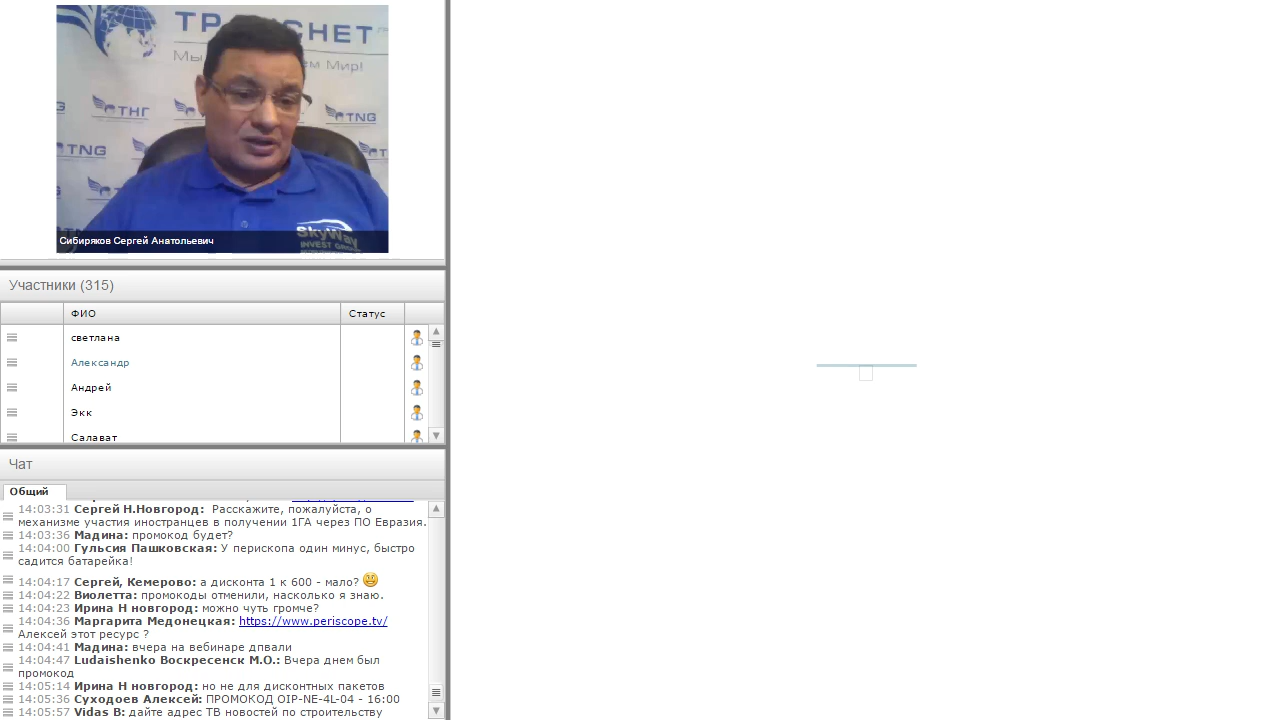 ТР СНЕТ
Мы ем Мир!
ТНГ
TNG
TNG
TNG
SkyWay
INVEST GROUP
Сибиряков Сергей Анатольевич
Участники (315)
ФИО Статус
светлана
Александр
Андрей
Экк
Салават
Чат
Общий
14:03:31 Сергей Н.Новгород: Расскажите, пожалуйста, о
механизме участия иностранцев в получении 1ГА через ПО Евразия.
14:03:36 Мадина: промокод будет?
14:04:00 Гульсия Пашковская: У перископа один минус, быстро
садится батарейка!
14:04:17 Сергей, Кемерово: а дисконта 1 к 600 - мало?
14:04:22 Виолетта: промокоды отменили, насколько я знаю.
14:04:23 Ирина Н новгород: можно чуть громче?
14:04:36 Маргарита Медонецкая: https://www.periscope.tv/
Алексей этот ресурс ?
14:04:41 Мадина: вчера на вебинаре дпвали
14:04:47 Ludaishenko Воскресенск М.О.: Вчера днем был
промокод
14:05:14 Ирина Н новгород: но не для дисконтных пакетов
14:05:36 Суходоев Алексей: ПРОМОКОД OIP-NE-4L-04 - 16:00
14:05:57 Vidas B: дайте адрес ТВ новостей по строительству